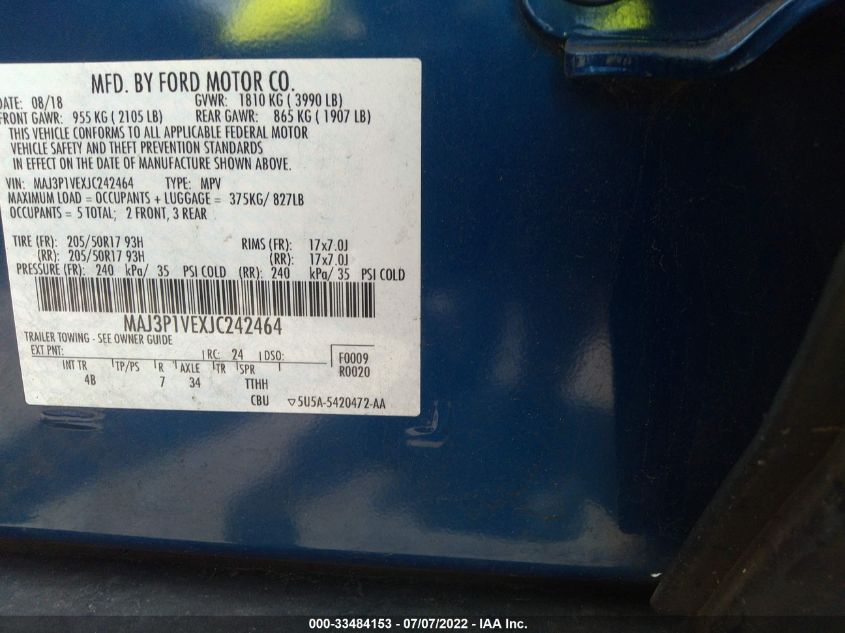 MFD. BY FORD MOTOR CO.
DATE: 08/18 GVWR: 1810 KG ( 3990 LB)
FRONT GAWR: 955 KG ( 2105 LB) REAR GAWR: 865 KG ( 1907 LB)
THIS VEHICLE CONFORMS TO ALL APPLICABLE FEDERAL MOTOR
VEHICLE SAFETY AND THEFT PREVENTION STANDARDS
IN EFFECT ON THE DATE OF MANUFACTURE SHOWN ABOVE.
VIN: MAJ3P1VEXJC242464 TYPE: MPV
MAXIMUM LOAD = OCCUPANTS + LUGGAGE = 375KG/ 827LB
OCCUPANTS = 5 TOTAL; 2 FRONT, 3 REAR
TIRE (FR): 205/50R17 93H RIMS (FR): 17x7.0J
(RR): 205/50R17 93H (RR): 17x7.0J
PRESSURE (FR): 240 kPa/ 35 PSI COLD (RR): 240 kPa/ 35 PSI COLD
MAJ3P1VEXJC242464
TRAILER TOWING - SEE OWNER GUIDE
EXT PNT: RC: 24 DSO: F0009
R0020
INT TR TP/PS R AXLE TR SPR
4B 7 34 TTHH
CBU ▽5U5A-5420472-AA
000-33484153 - 07/07/2022 - IAA Inc.